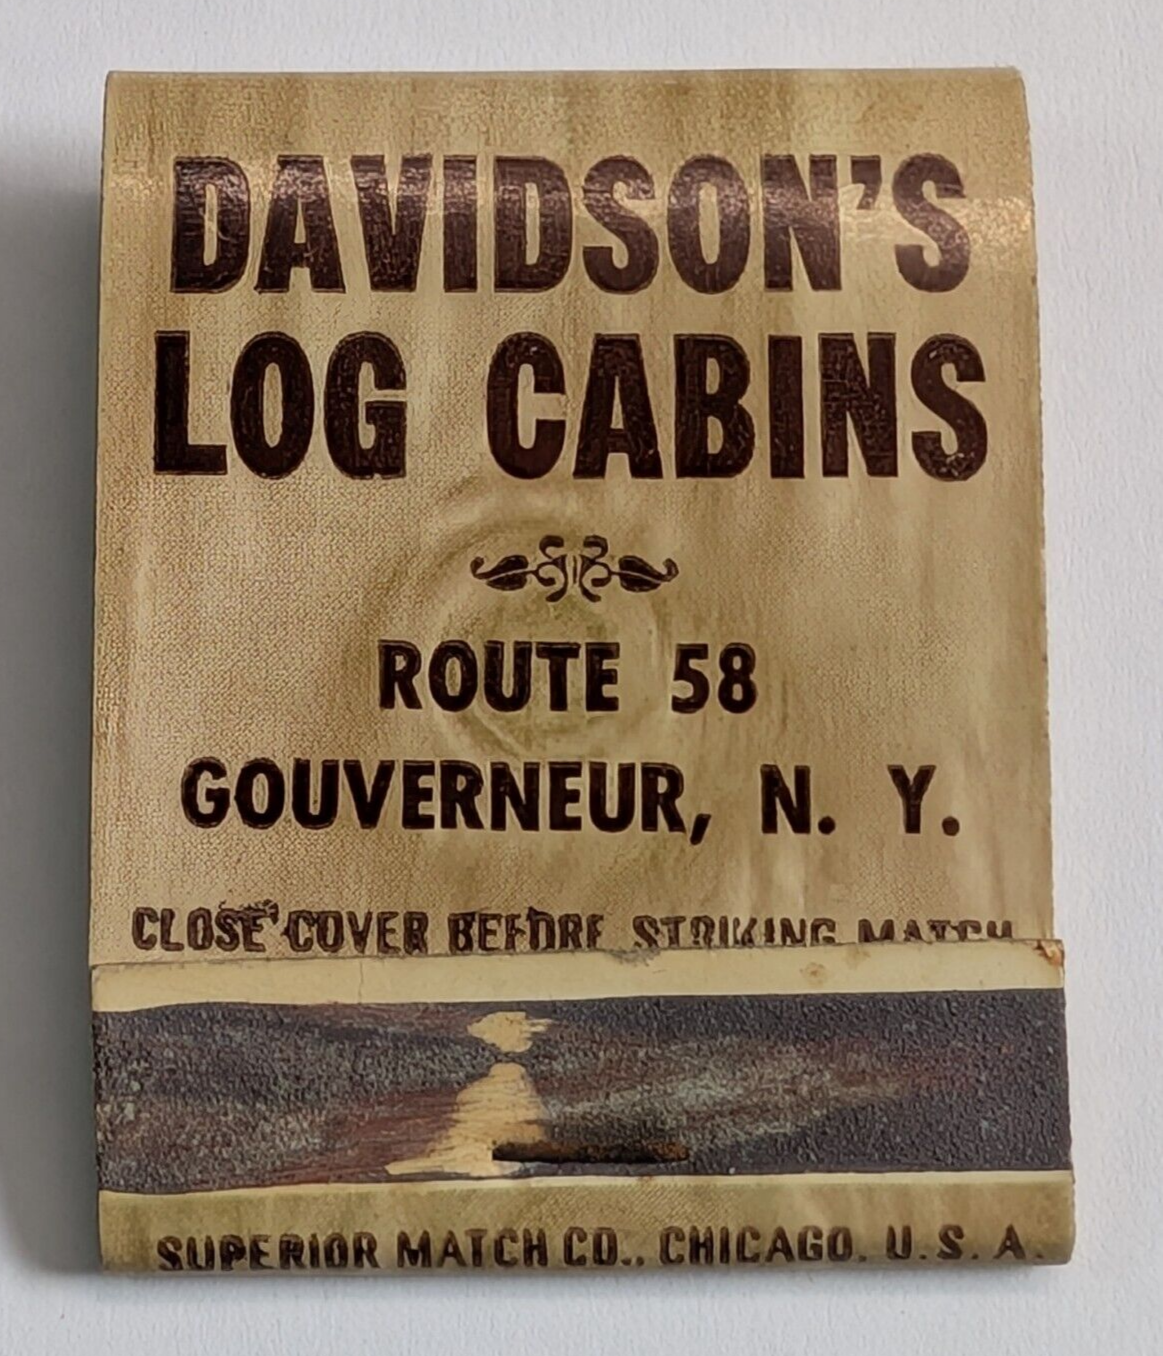 DAVIDSON'S
LOG CABINS
ROUTE 58
GOUVERNEUR, N. Y.
CLOSE COVER BEFORE STRIKING MATCH
SUPERIOR MATCH CO., CHICAGO, U. S. A.